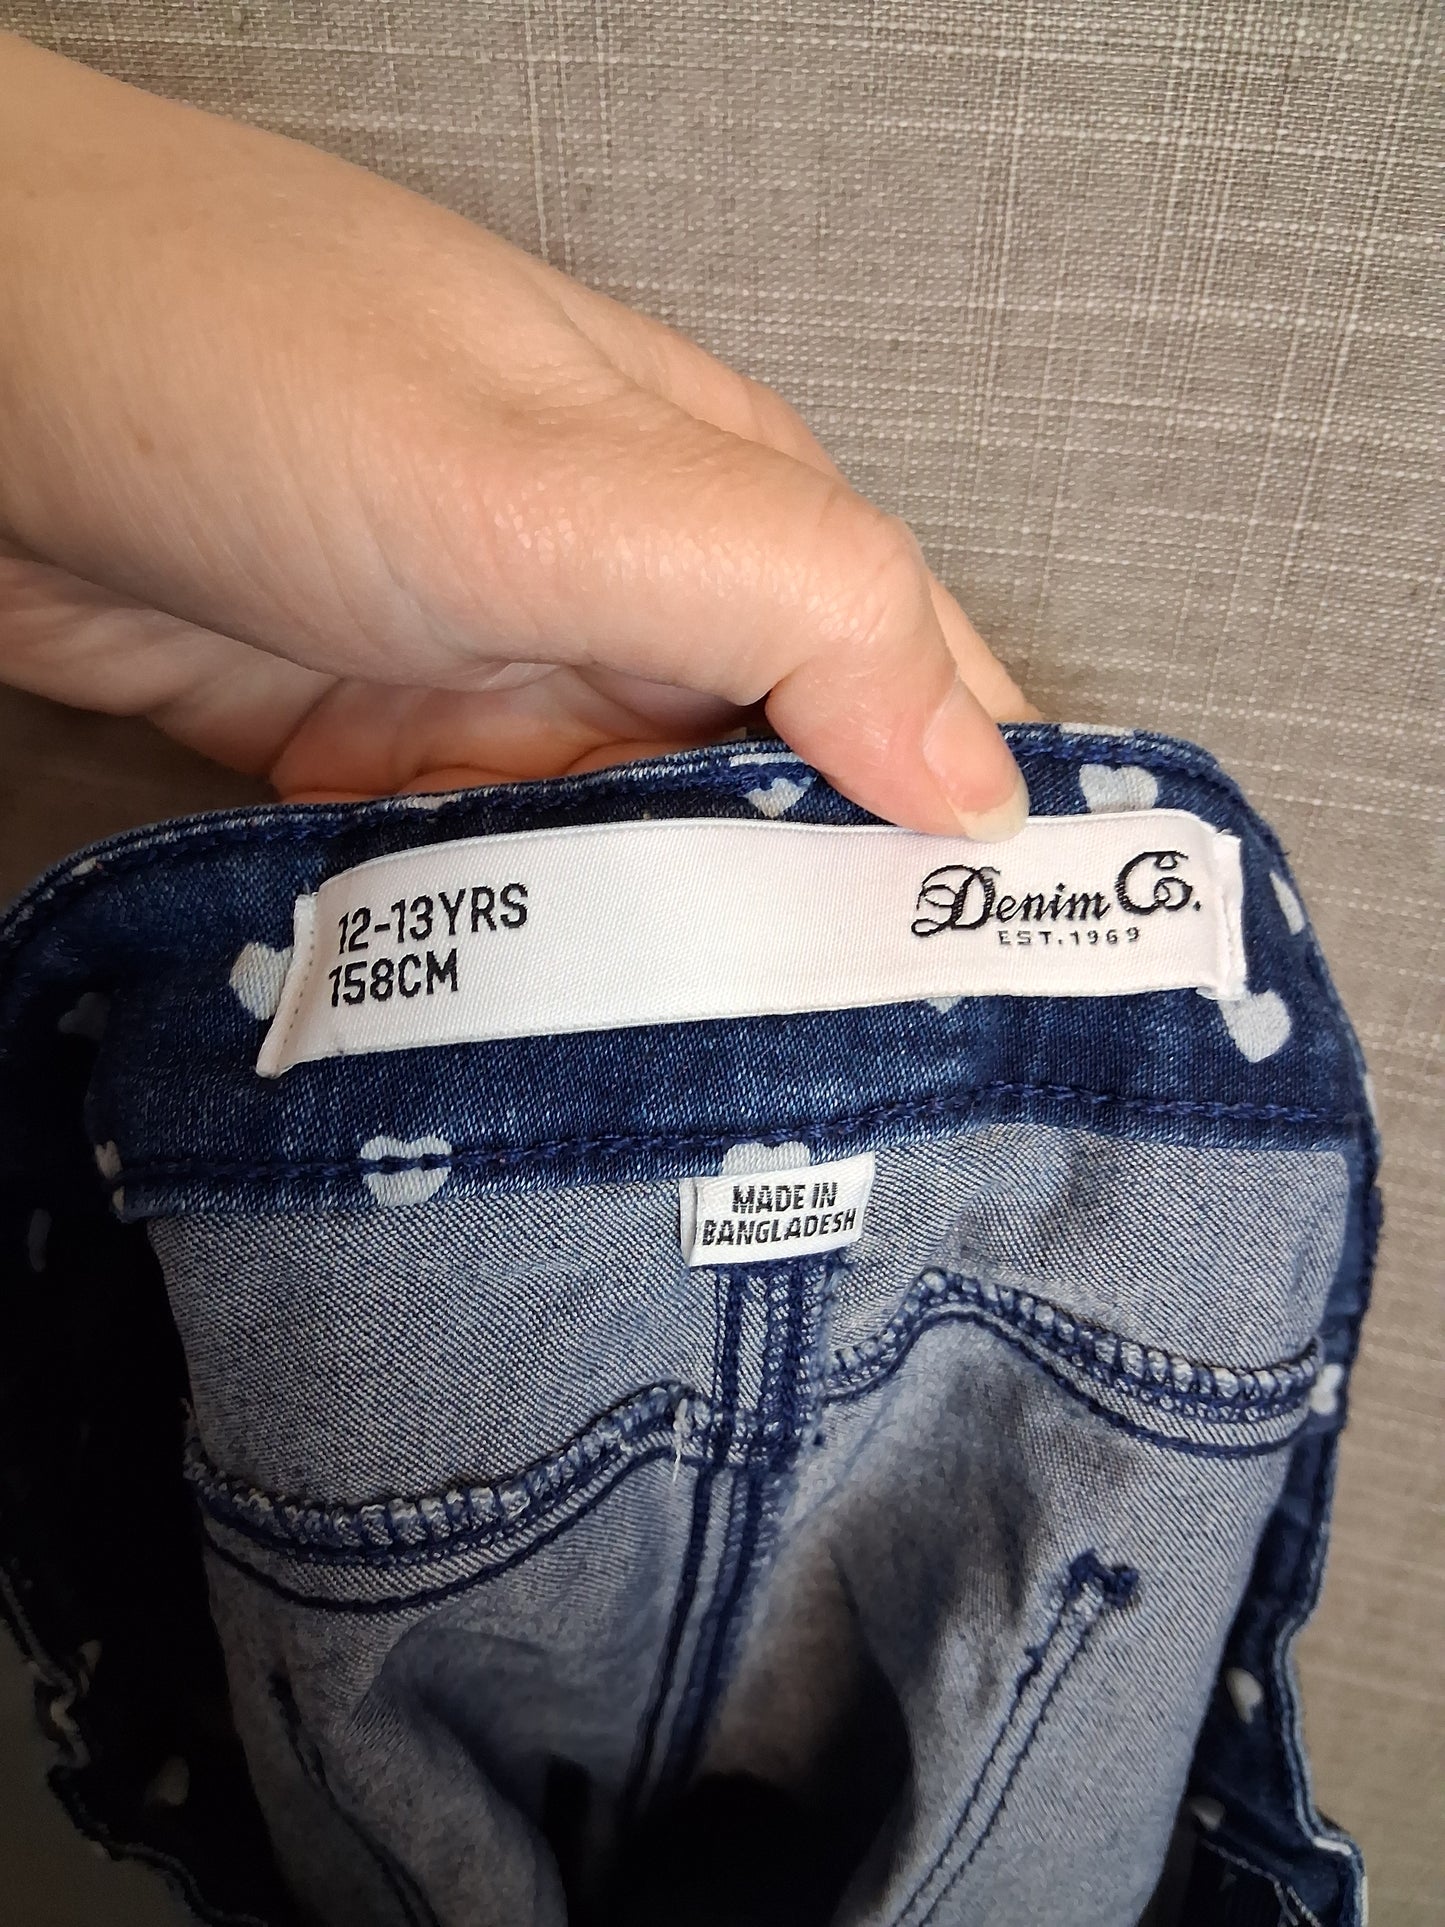 12-13YRS
158CM
Denim Co.
EST.1969
MADE IN
BANGLADESH